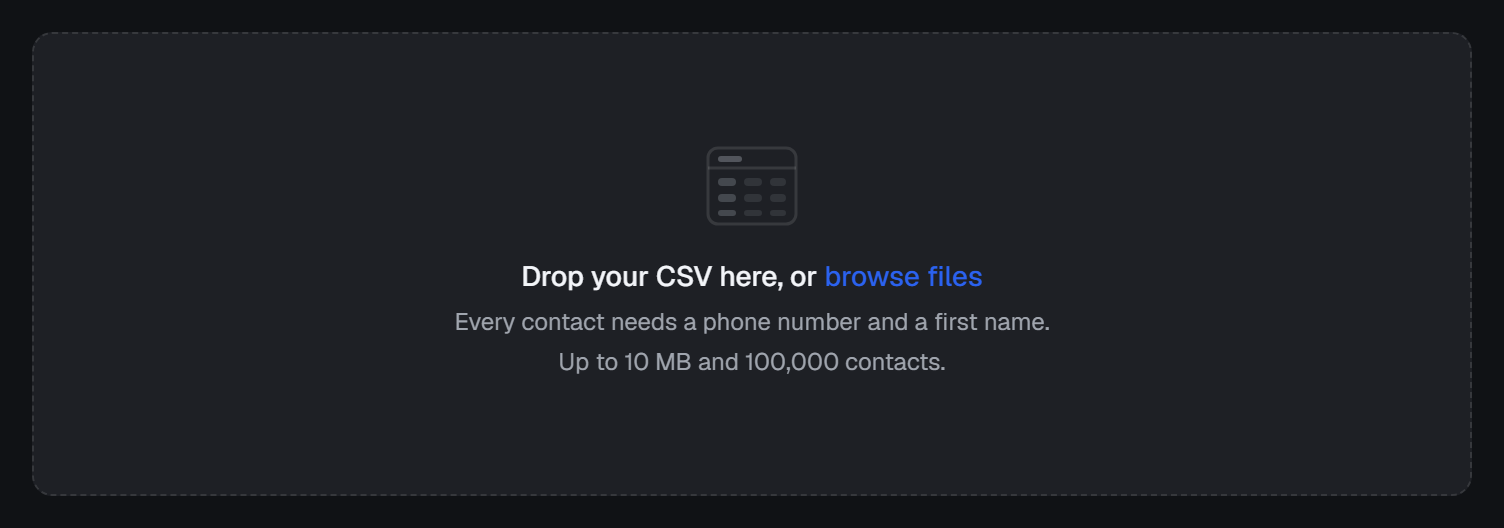 Drop your CSV here, or browse files
Every contact needs a phone number and a first name.
Up to 10 MB and 100,000 contacts.